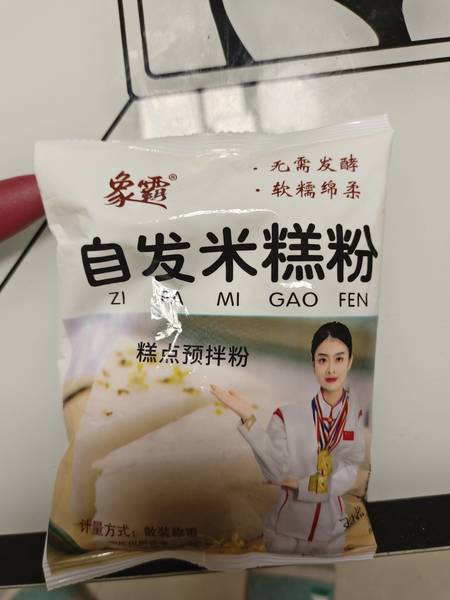 象霸®
· 无需发酵
· 软糯绵柔
自发米糕粉
ZI FA MI GAO FEN
糕点预拌粉
计量方式：散装称重